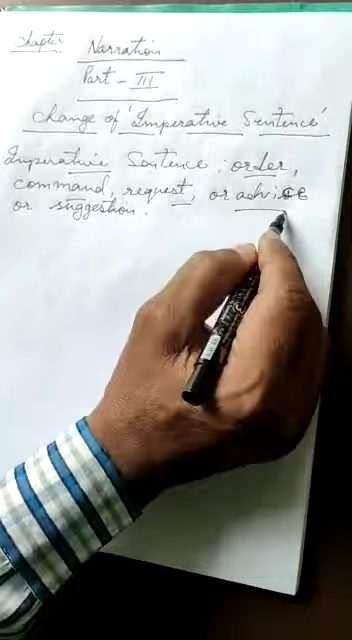 Chapter
Narration
Part - III
Change of 'Imperative Sentence'
Imperative Sentence: order,
command, request, or advice
or suggestion.